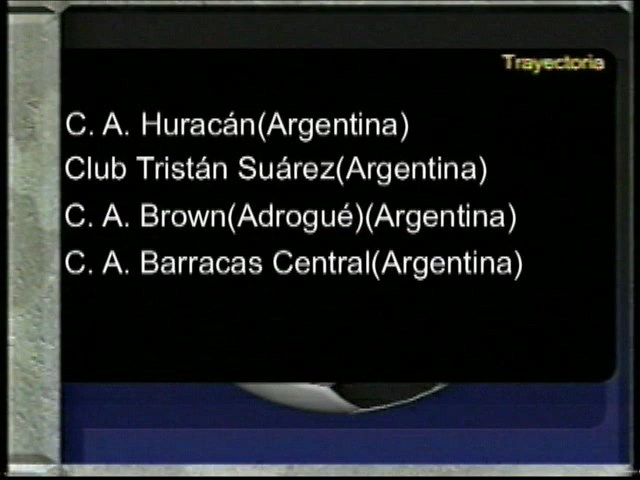 Trayectoria
C. A. Huracán(Argentina)
Club Tristán Suárez(Argentina)
C. A. Brown(Adrogué)(Argentina)
C. A. Barracas Central(Argentina)